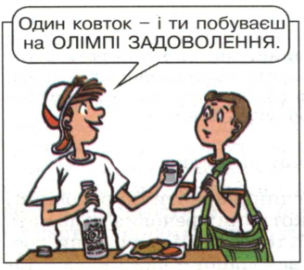 Один ковток – і ти побуваєш
на ОЛІМПІ ЗАДОВОЛЕННЯ.